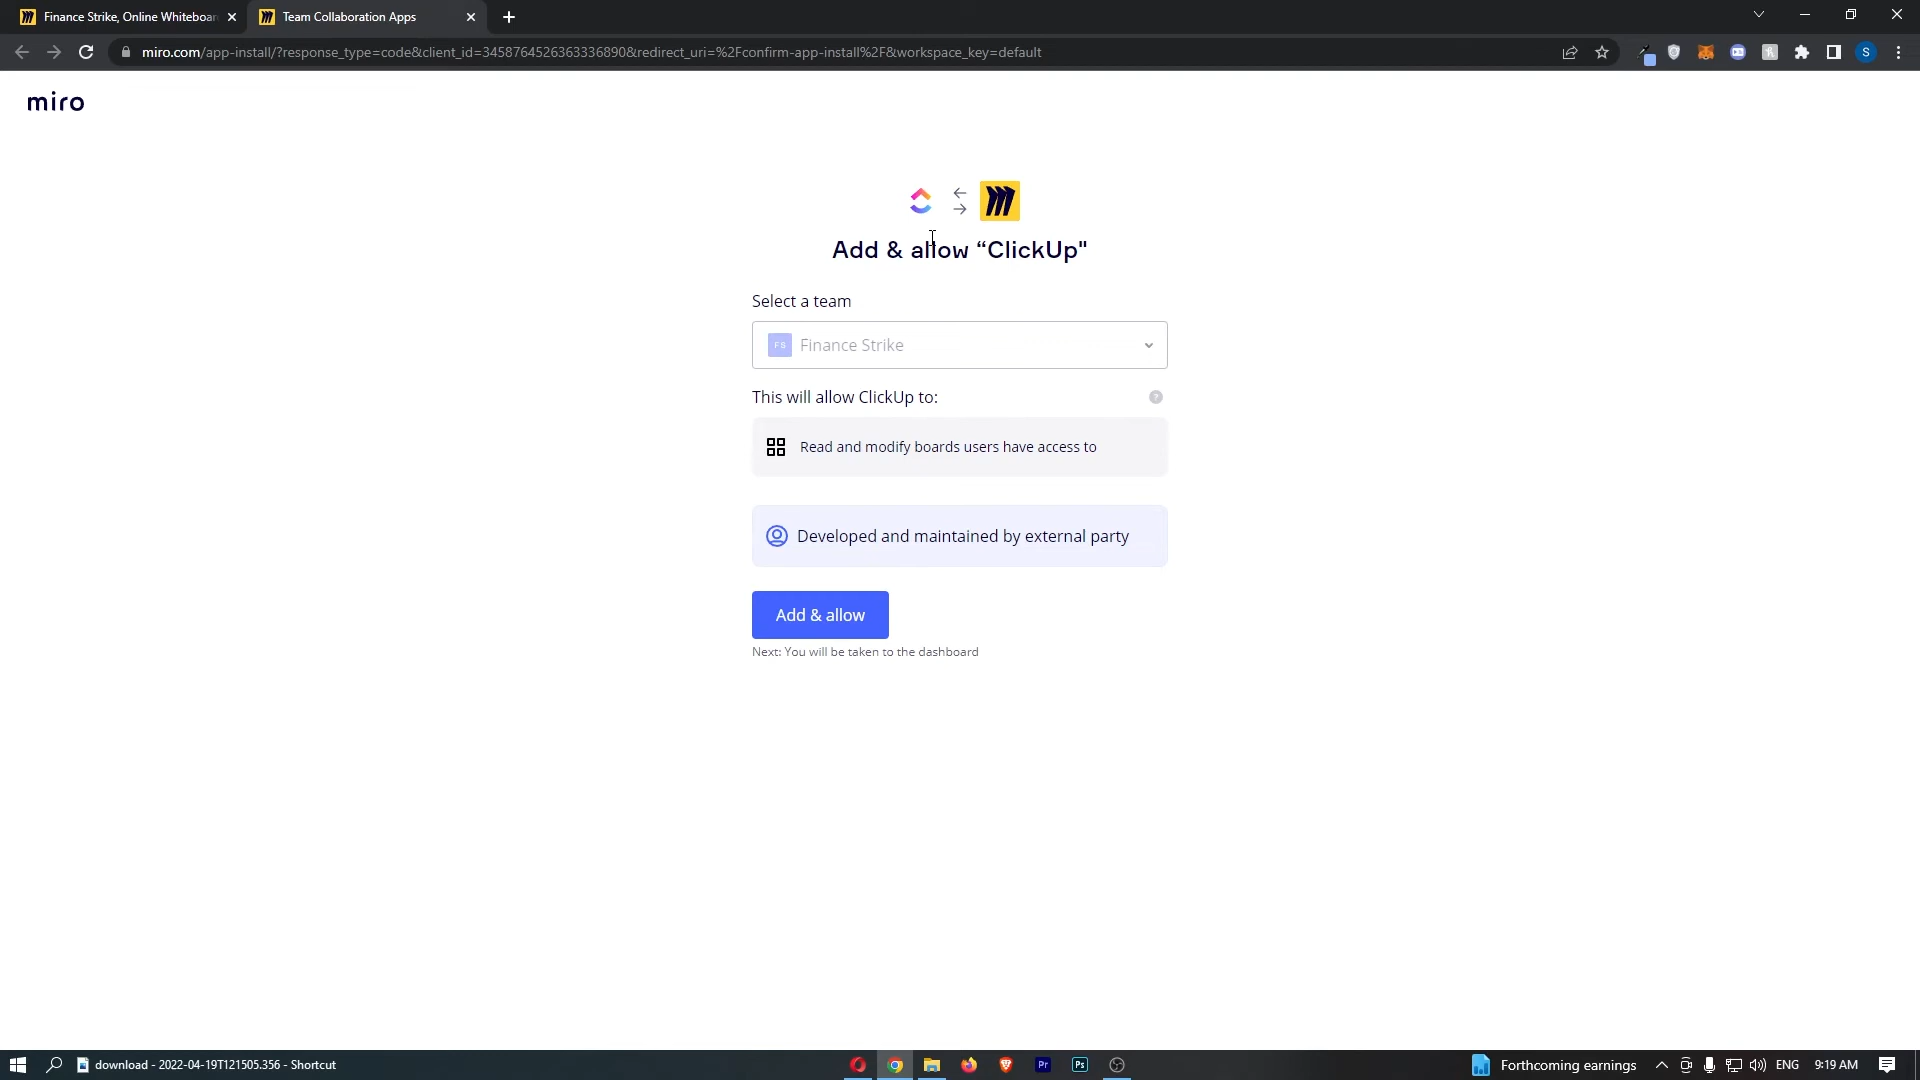 Finance Strike, Online Whiteboar
Team Collaboration Apps
miro.com/app-install/?response_type=code&client_id=3458764526363336890&redirect_uri=%2Fconfirm-app-install%2F&workspace_key=default
S
miro
Add & allow “ClickUp"
Select a team
FS Finance Strike
This will allow ClickUp to:
?
Read and modify boards users have access to
Developed and maintained by external party
Add & allow
Next: You will be taken to the dashboard
download - 2022-04-19T121505.356 - Shortcut
Pr
Ps
Forthcoming earnings
ENG
9:19 AM